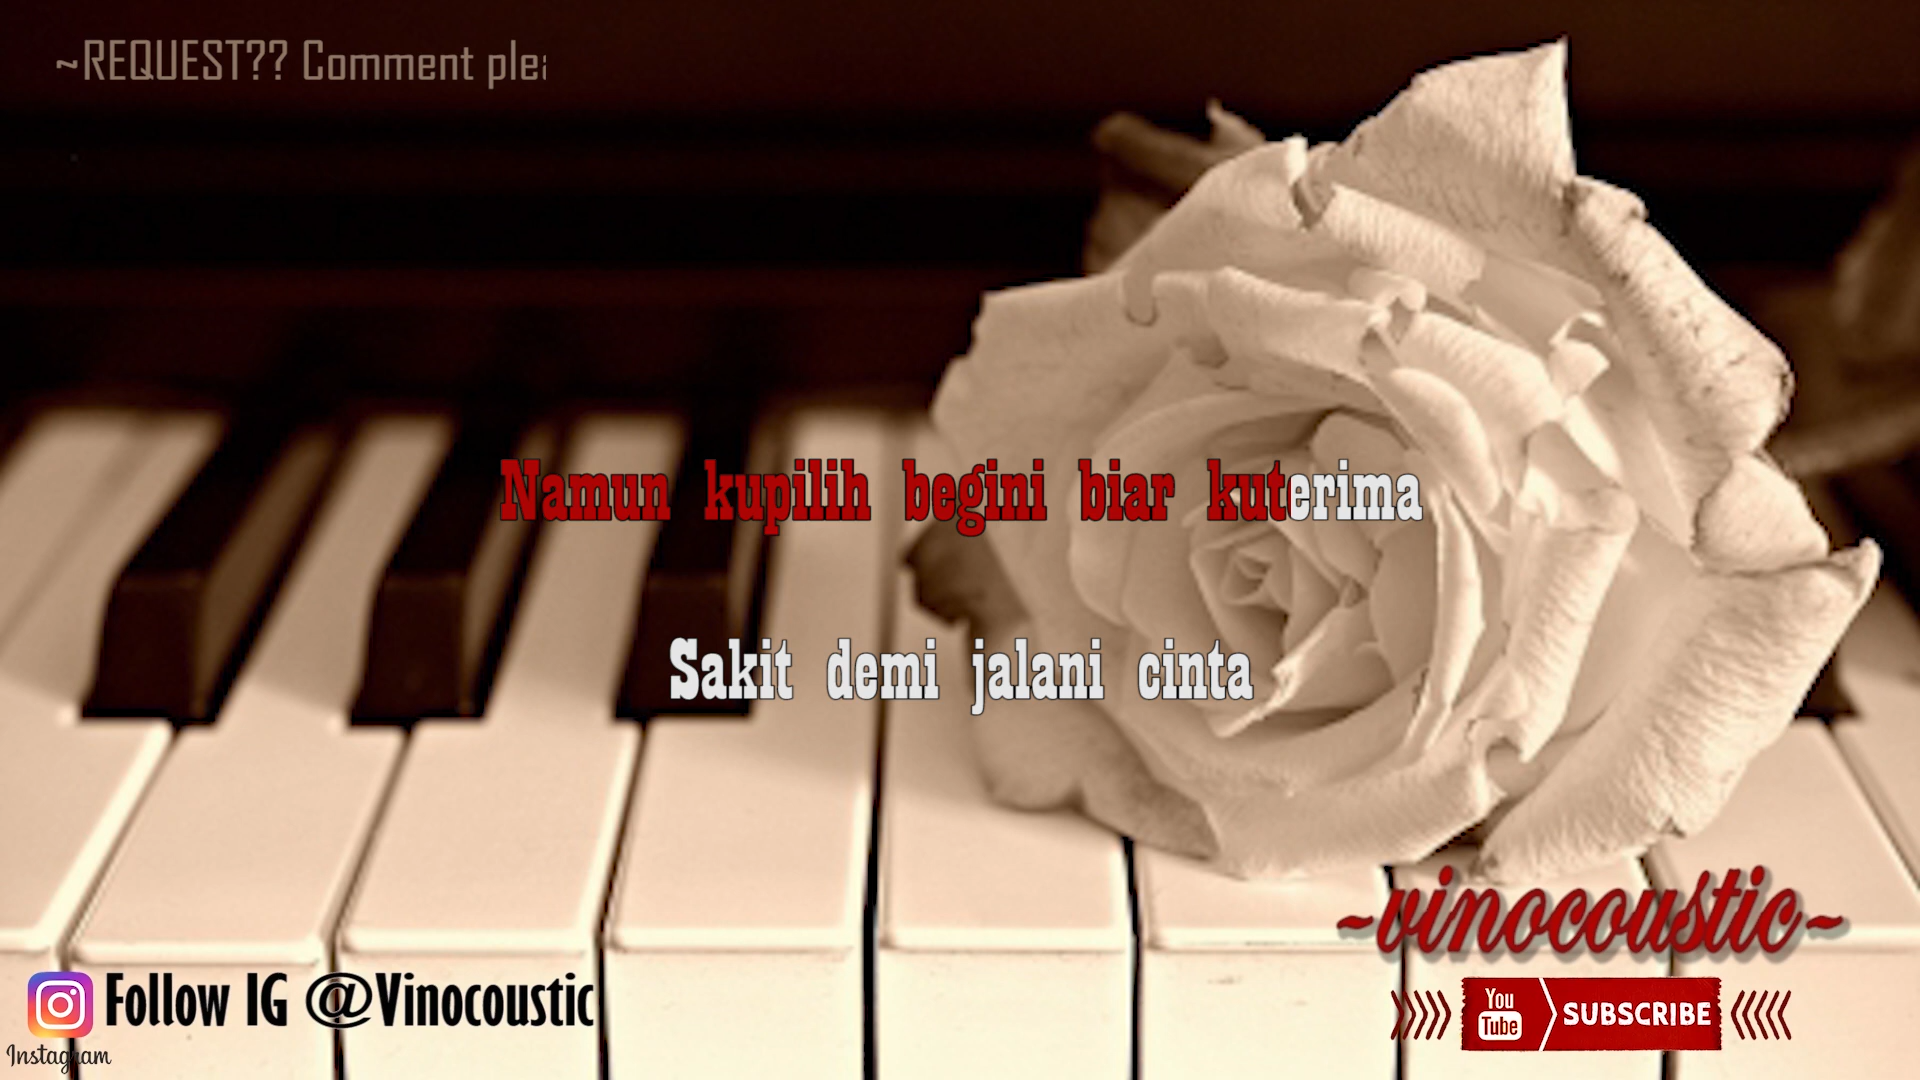 ~REQUEST?? Comment
Namun kupilih begini biar kuterima
Sakit demi jalani cinta
~vinocoustic~
Follow IG @Vinocoustic
You Tube SUBSCRIBE
Instagram